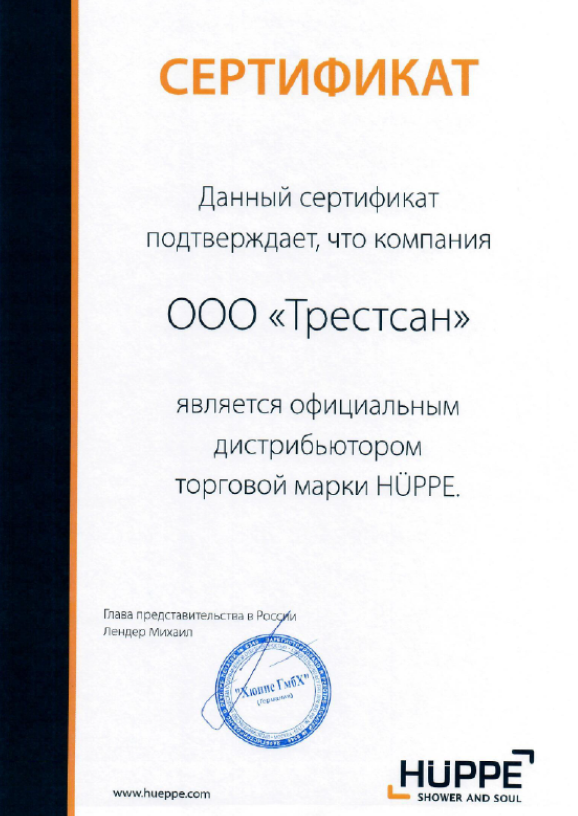 СЕРТИФИКАТ
Данный сертификат
подтверждает, что компания
ООО «Трестсан»
является официальным
дистрибьютором
торговой марки HÜPPE.
Глава представительства в России
Лендер Михаил
"Хюппе ГмбХ"
(Германия)
www.hueppe.com
HÜPPE
SHOWER AND SOUL